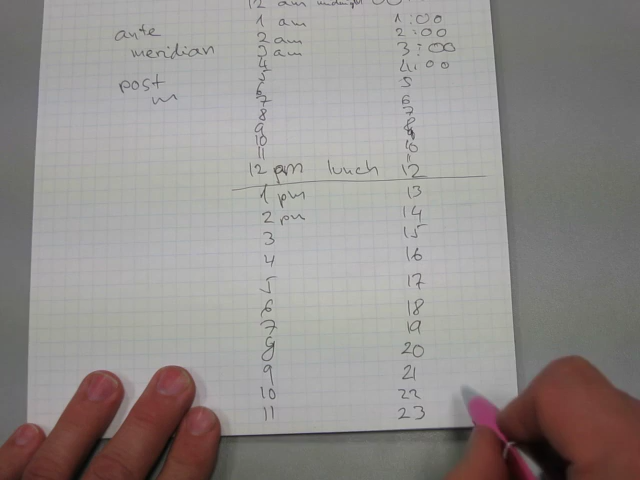 12 am midnight 00:
1 am 1:00
ante 2 am 2:00
meridian 3 am 3:00
4 4:00
post 5 5
m 6 6
7 7
8 8
9 9
10 10
11 11
12 pm lunch 12
1 pm 13
2 pm 14
3 15
4 16
5 17
6 18
7 19
8 20
9 21
10 22
11 23